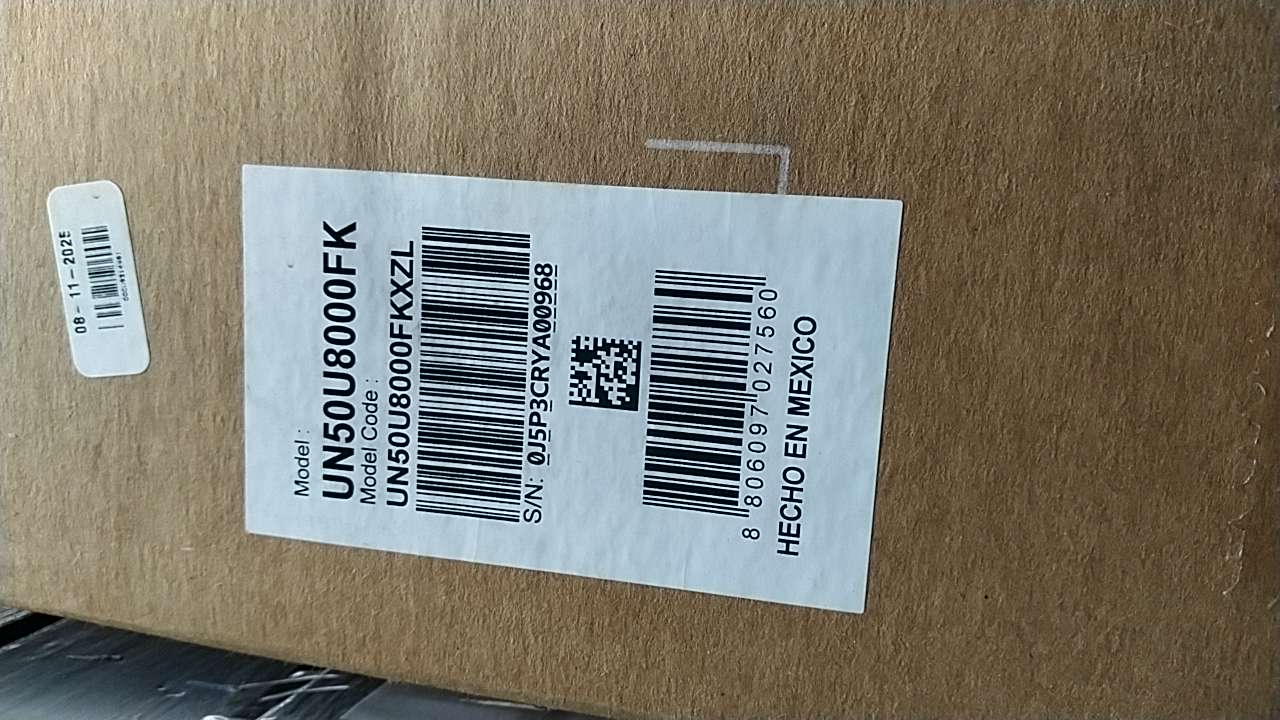 08-11-2025
Model :
UN50U8000FK
Model Code :
UN50U8000FKXZL
S/N: 0J5P3CRYA00968
8 806097 027560
HECHO EN MEXICO